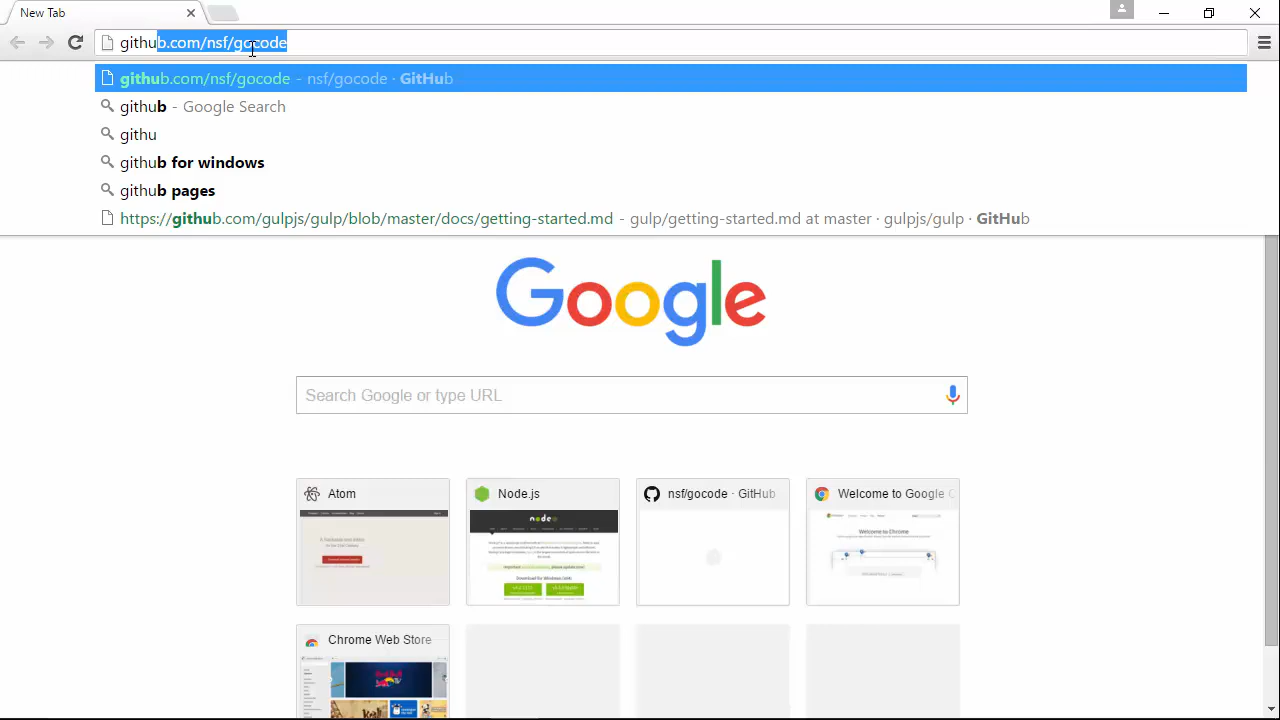 New Tab
github.com/nsf/gocode
github.com/nsf/gocode - nsf/gocode · GitHub
github - Google Search
githu
github for windows
github pages
https://github.com/gulpjs/gulp/blob/master/docs/getting-started.md - gulp/getting-started.md at master · gulpjs/gulp · GitHub
Google
Search Google or type URL
Atom
Node.js
nsf/gocode · GitHub
Welcome to Google C
Welcome to Chrome
Chrome Web Store